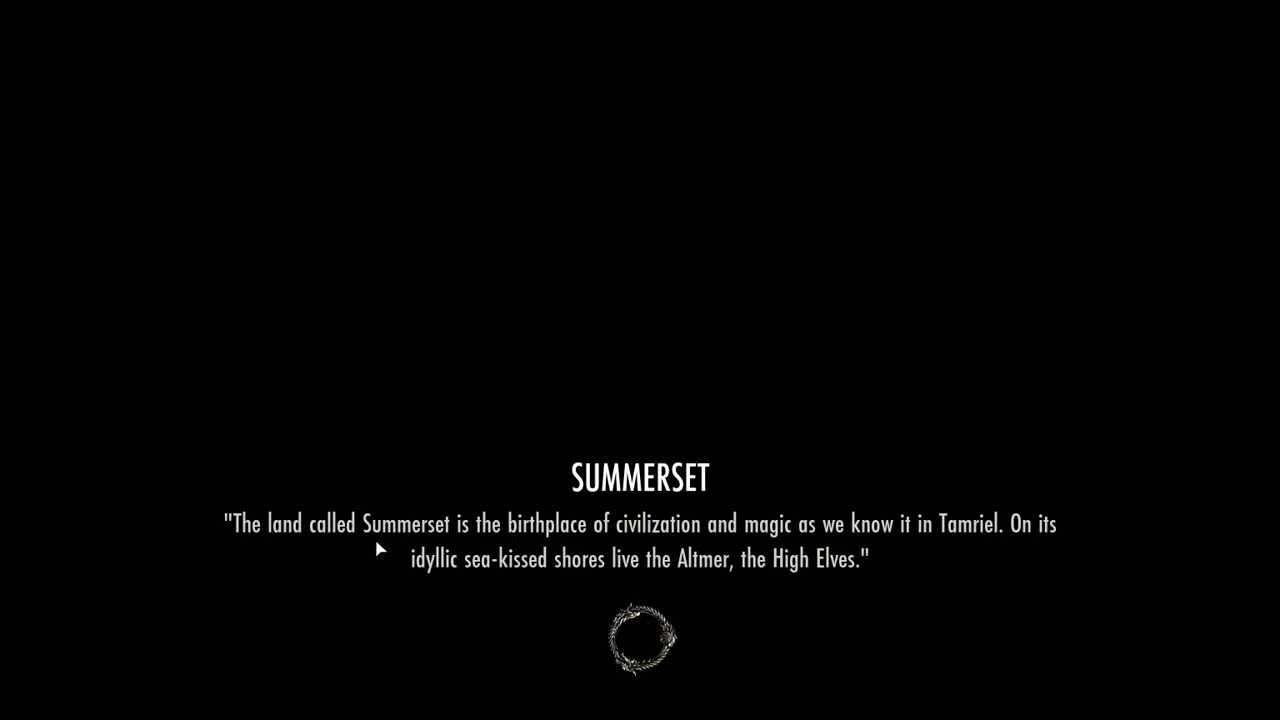 SUMMERSET
"The land called Summerset is the birthplace of civilization and magic as we know it in Tamriel. On its
idyllic sea-kissed shores live the Altmer, the High Elves."